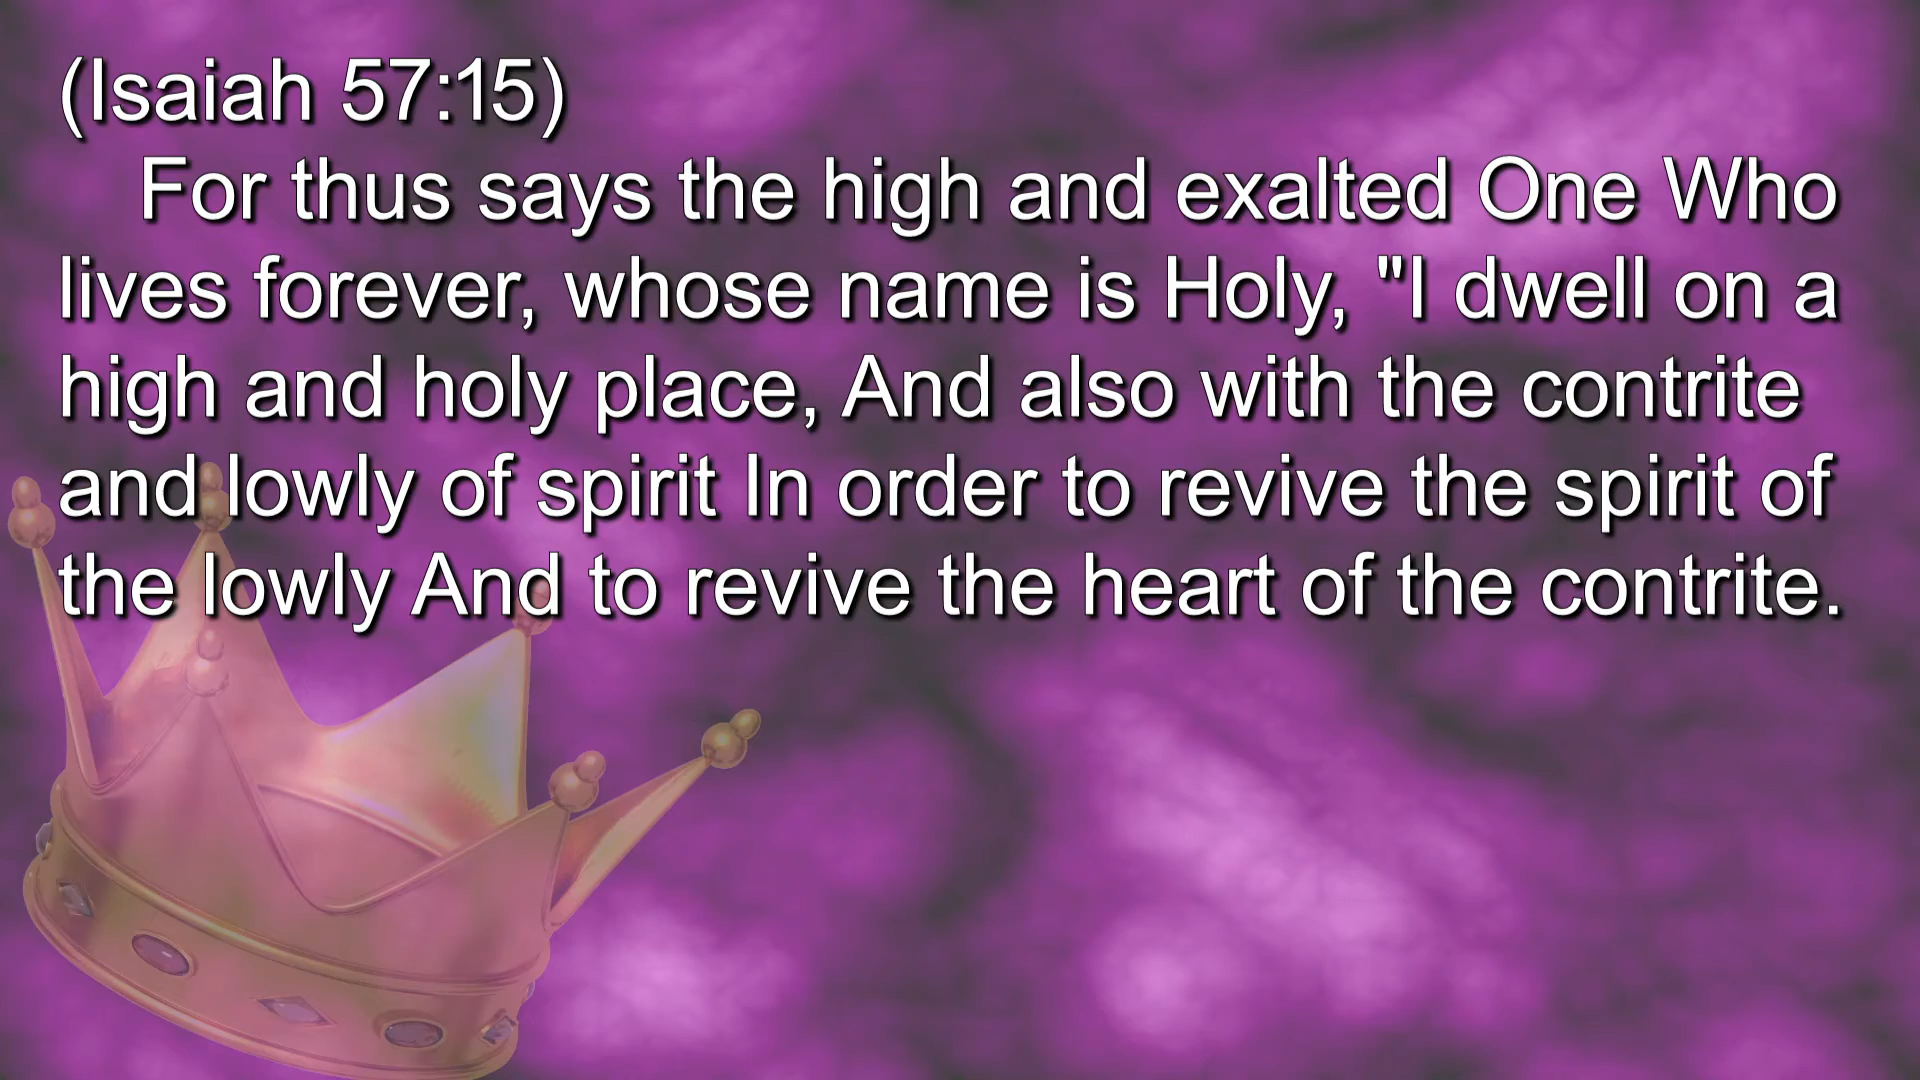 (Isaiah 57:15)
For thus says the high and exalted One Who
lives forever, whose name is Holy, "I dwell on a
high and holy place, And also with the contrite
and lowly of spirit In order to revive the spirit of
the lowly And to revive the heart of the contrite.